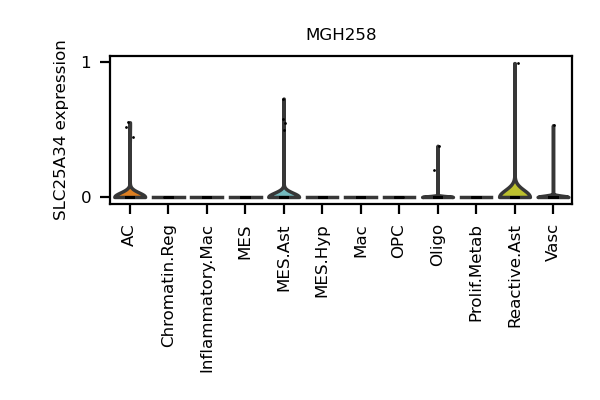 MGH258
SLC25A34 expression
1
0
AC
Chromatin.Reg
Inflammatory.Mac
MES
MES.Ast
MES.Hyp
Mac
OPC
Oligo
Prolif.Metab
Reactive.Ast
Vasc